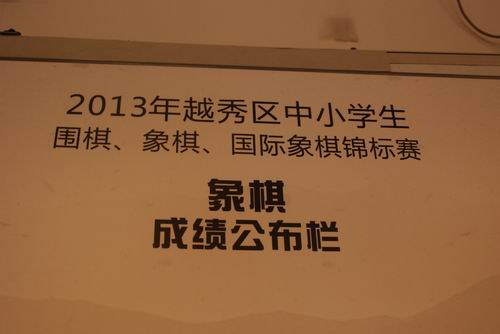 2013年越秀区中小学生
围棋、象棋、国际象棋锦标赛
象棋
成绩公布栏